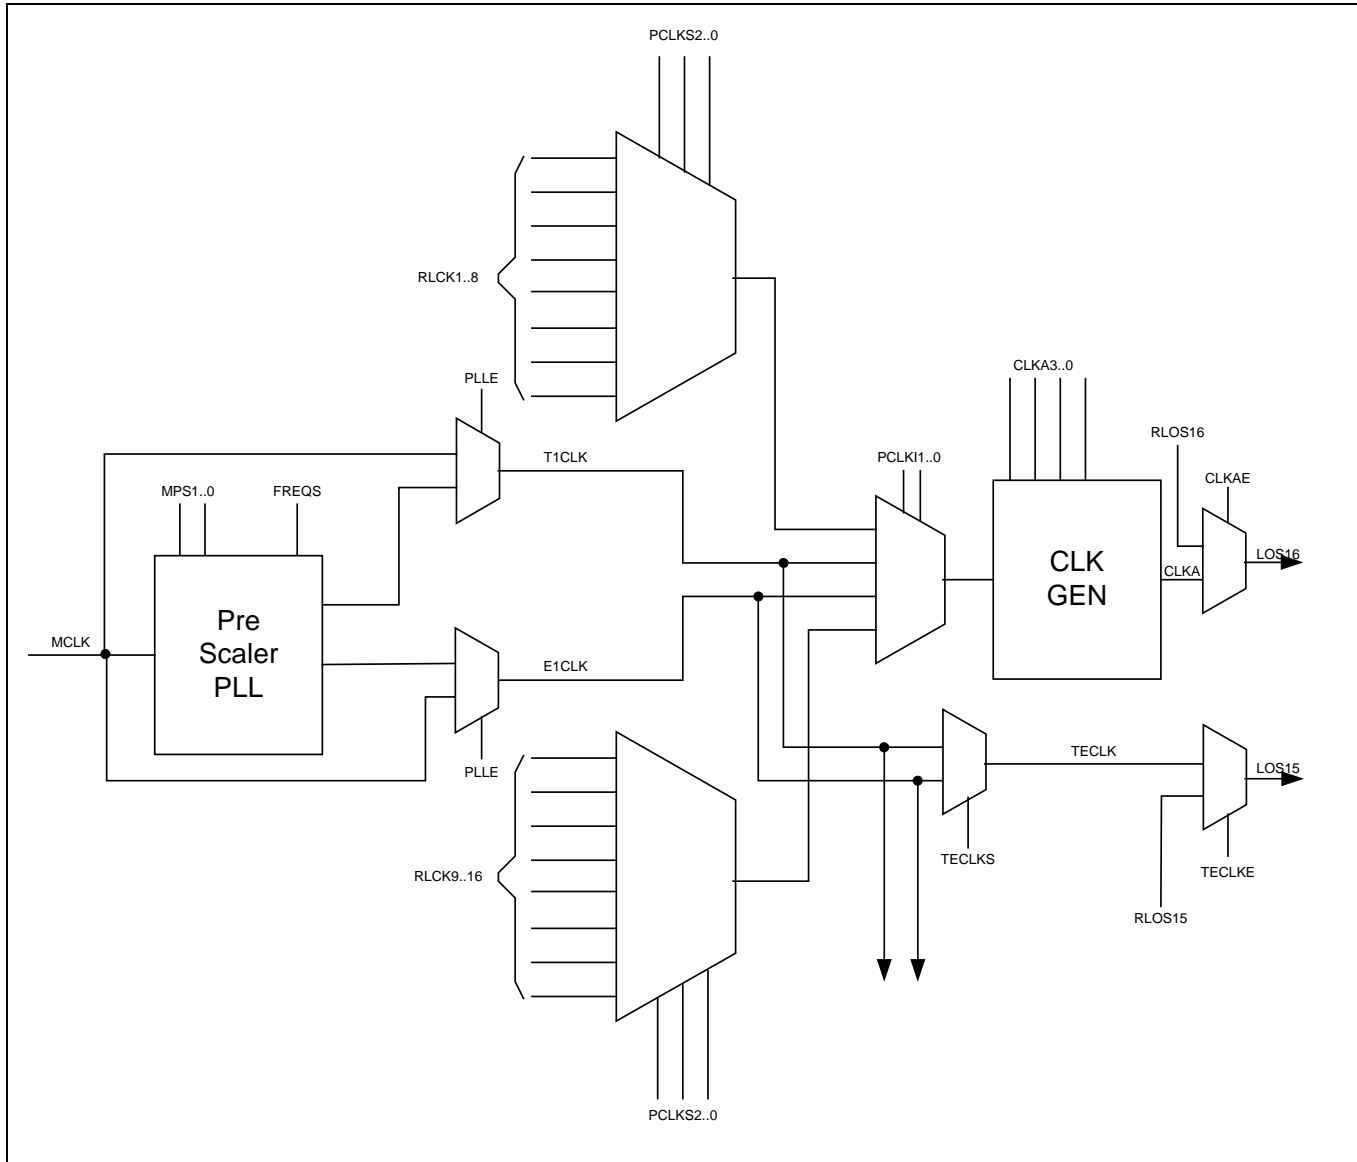 PCLKS2..0
RLCK1..8
PLLE
CLKA3..0
T1CLK
RLOS16
PCLKI1..0
CLKAE
MPS1..0
FREQS
LOS16
CLK
GEN
CLKA
Pre
Scaler
PLL
MCLK
E1CLK
TECLK
LOS15
PLLE
TECLKS
TECLKE
RLCK9..16
RLOS15
PCLKS2..0